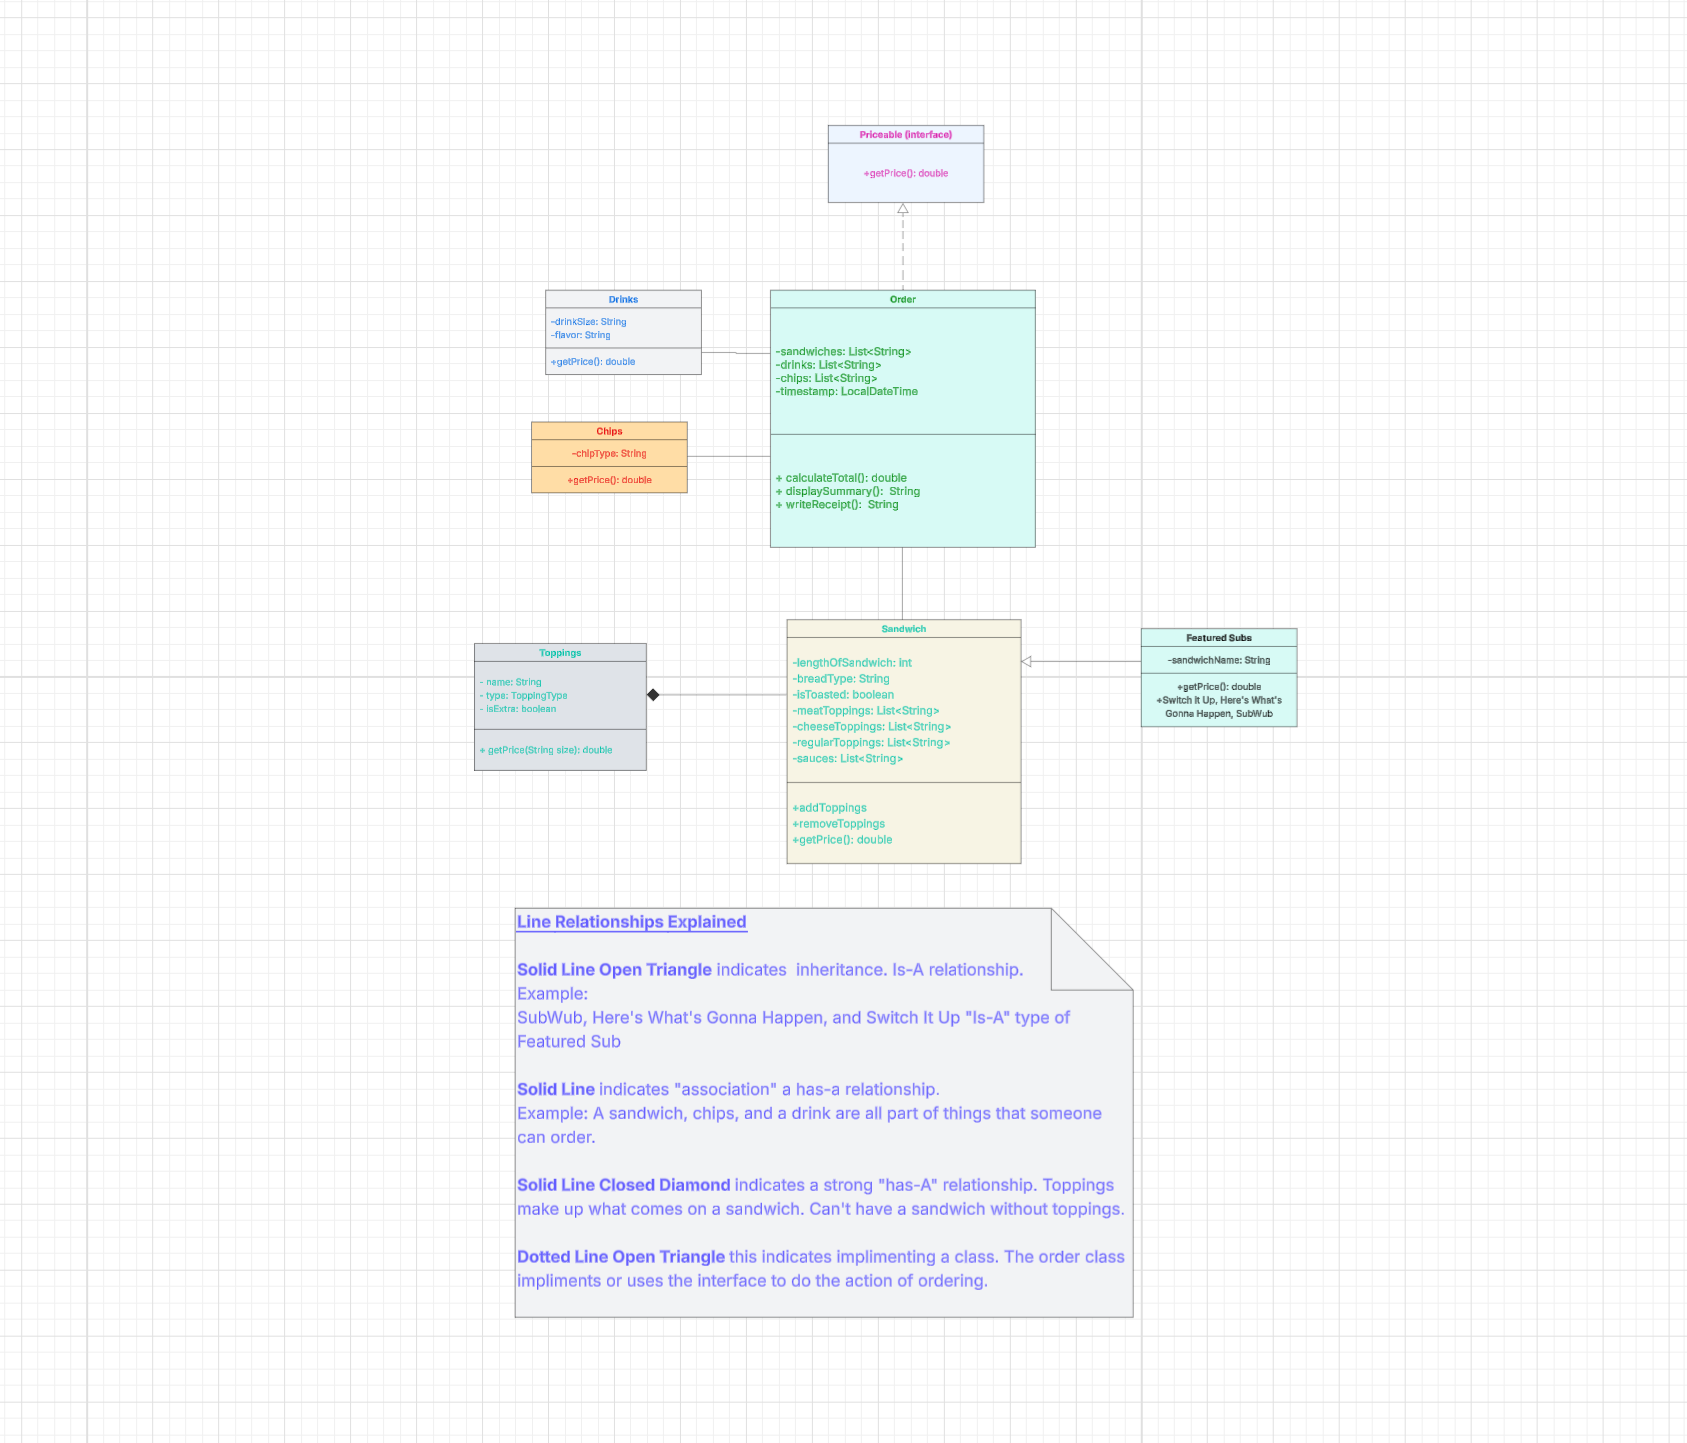 Priceable (interface)
+getPrice(): double
Drinks
-drinkSize: String
-flavor: String
+getPrice(): double
Order
-sandwiches: List<String>
-drinks: List<String>
-chips: List<String>
-timestamp: LocalDateTime
+ calculateTotal(): double
+ displaySummary():  String
+ writeReceipt():  String
Chips
-chipType: String
+getPrice(): double
Toppings
- name: String
- type: ToppingType
- isExtra: boolean
+ getPrice(String size): double
Sandwich
-lengthOfSandwich: int
-breadType: String
-isToasted: boolean
-meatToppings: List<String>
-cheeseToppings: List<String>
-regularToppings: List<String>
-sauces: List<String>
+addToppings
+removeToppings
+getPrice(): double
Featured Subs
-sandwichName: String
+getPrice(): double
+Switch It Up, Here's What's
Gonna Happen, SubWub
Line Relationships Explained
Solid Line Open Triangle indicates  inheritance. Is-A relationship.
Example:
SubWub, Here's What's Gonna Happen, and Switch It Up "Is-A" type of
Featured Sub
Solid Line indicates "association" a has-a relationship.
Example: A sandwich, chips, and a drink are all part of things that someone
can order.
Solid Line Closed Diamond indicates a strong "has-A" relationship. Toppings
make up what comes on a sandwich. Can't have a sandwich without toppings.
Dotted Line Open Triangle this indicates implimenting a class. The order class
impliments or uses the interface to do the action of ordering.